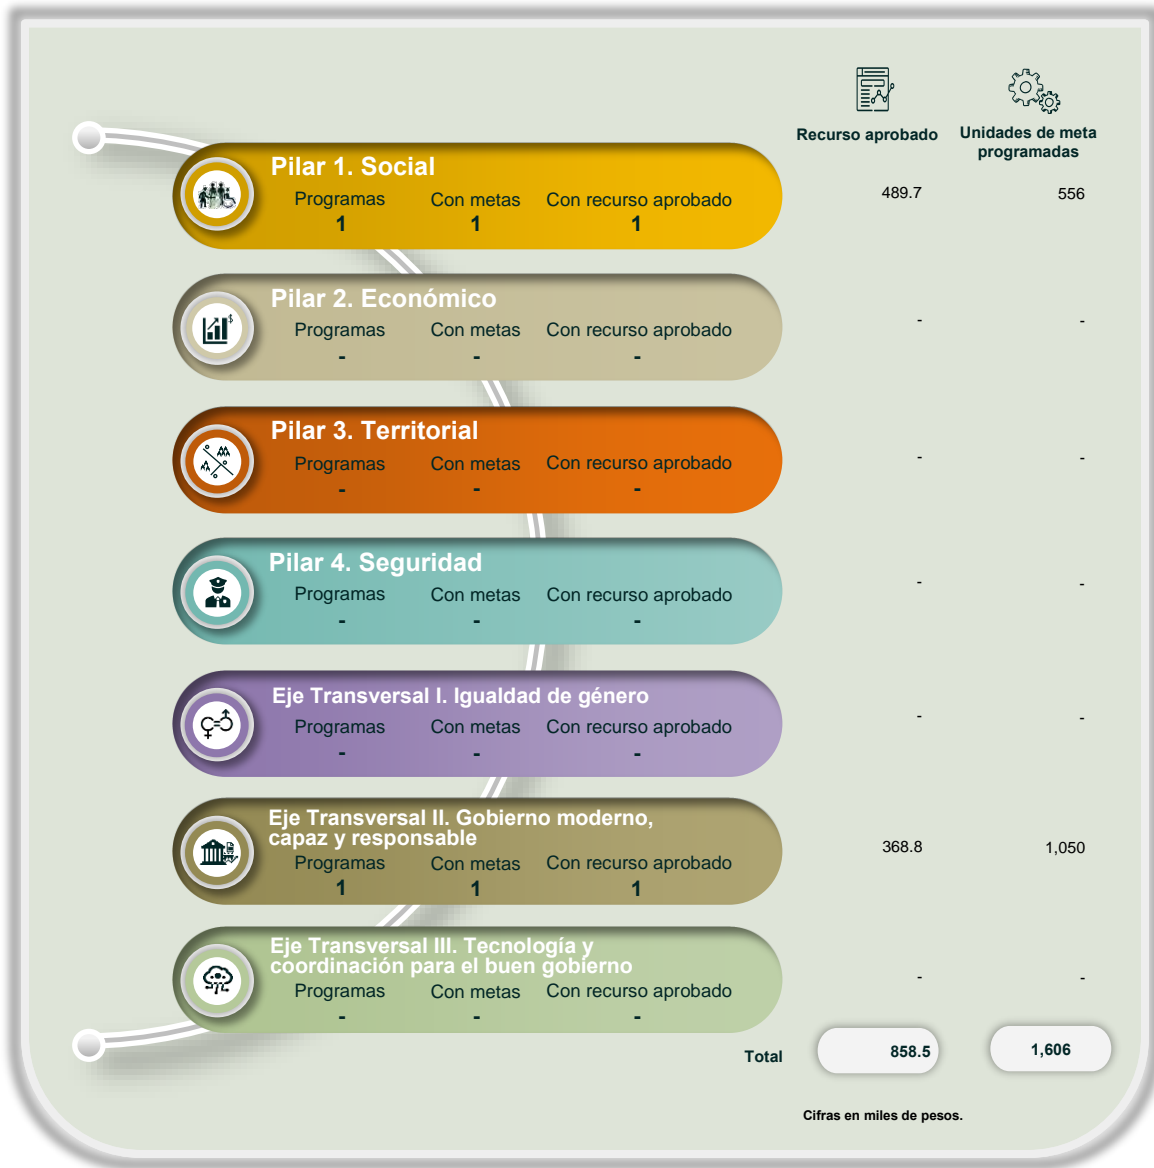 Recurso aprobado
Unidades de meta
programadas
Pilar 1. Social
Programas Con metas Con recurso aprobado
1 1 1
489.7 556
Pilar 2. Económico
Programas Con metas Con recurso aprobado
- - -
- -
Pilar 3. Territorial
Programas Con metas Con recurso aprobado
- - -
- -
Pilar 4. Seguridad
Programas Con metas Con recurso aprobado
- - -
- -
Eje Transversal I. Igualdad de género
Programas Con metas Con recurso aprobado
- - -
- -
Eje Transversal II. Gobierno moderno,
capaz y responsable
Programas Con metas Con recurso aprobado
1 1 1
368.8 1,050
Eje Transversal III. Tecnología y
coordinación para el buen gobierno
Programas Con metas Con recurso aprobado
- - -
- -
Total 858.5 1,606
Cifras en miles de pesos.